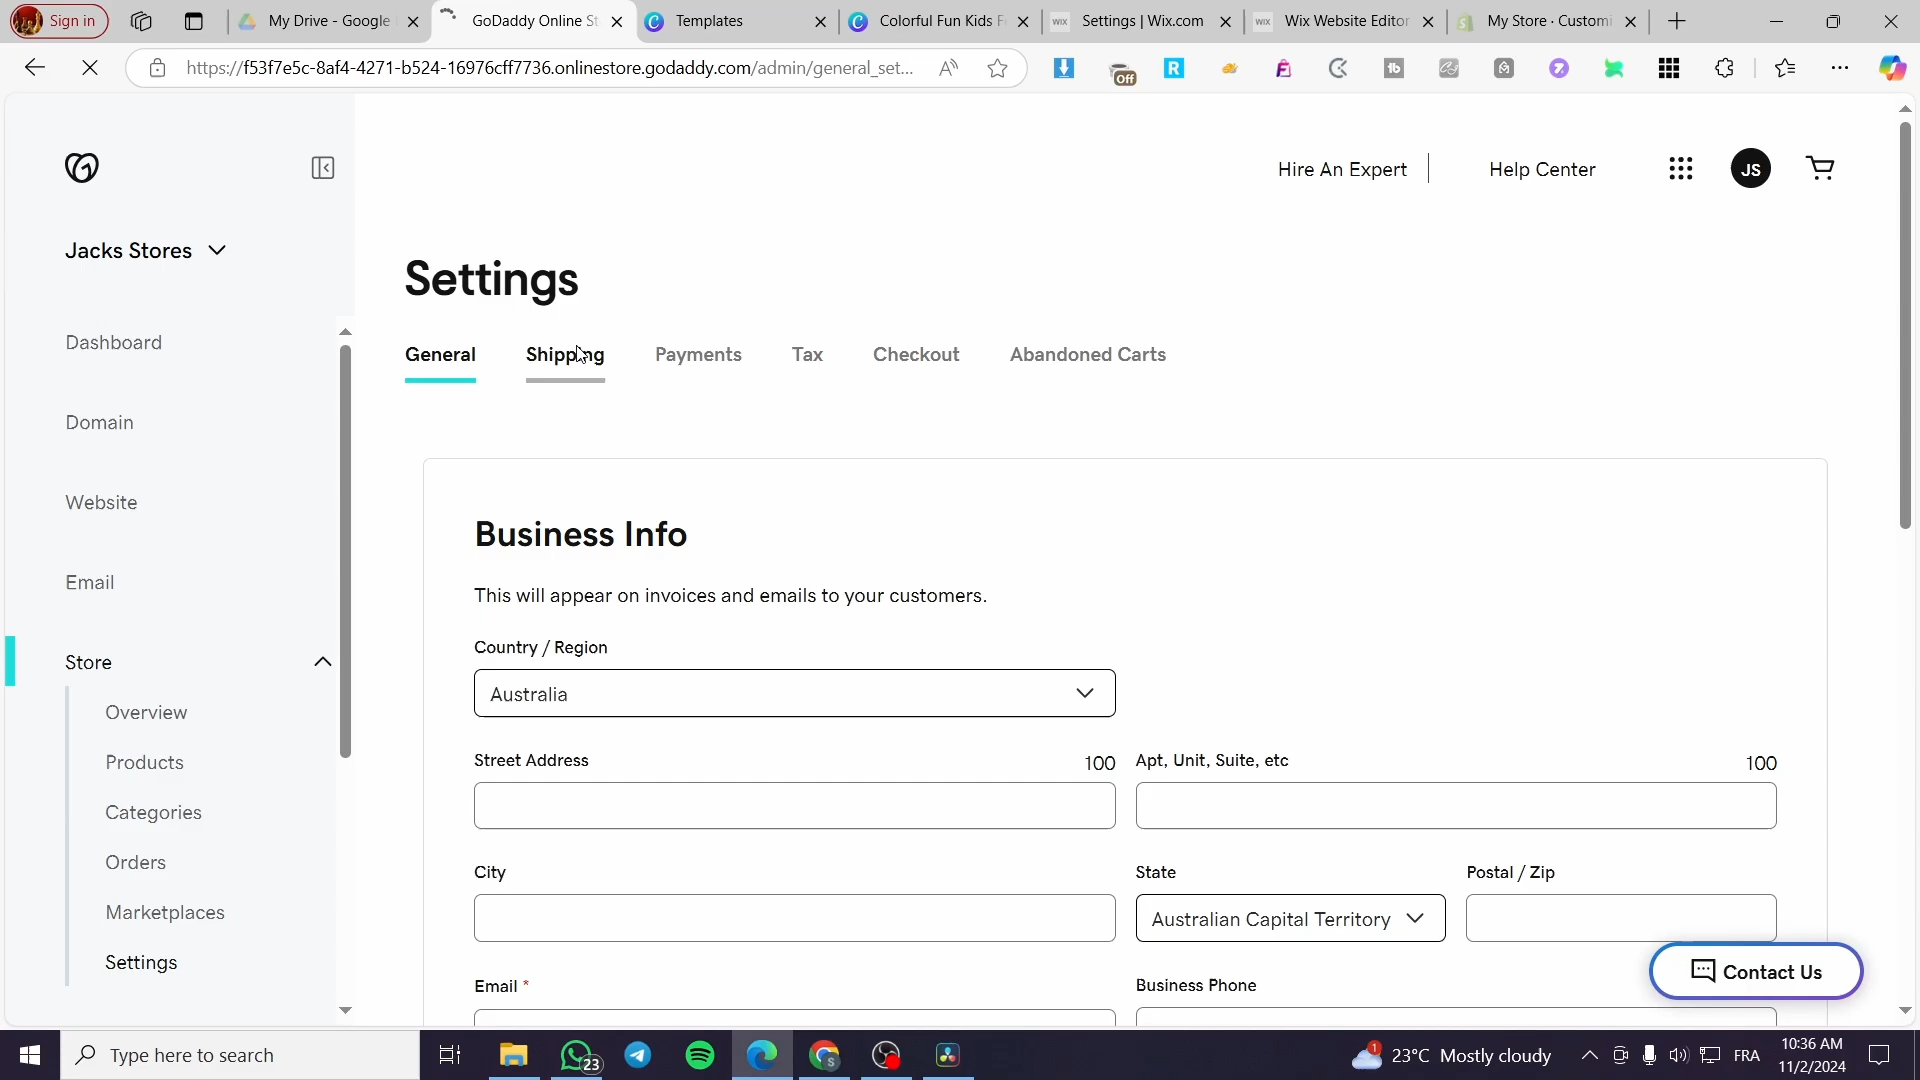 Sign in
My Drive - Google
GoDaddy Online St
Templates
Colorful Fun Kids F
WIX
Settings | Wix.com
WIX
Wix Website Editor
My Store · Customi
https://f53f7e5c-8af4-4271-b524-16976cff7736.onlinestore.godaddy.com/admin/general_set...
Off
Hire An Expert
Help Center
JS
Jacks Stores
Settings
General
Shipping
Payments
Tax
Checkout
Abandoned Carts
Dashboard
Domain
Website
Email
Store
Overview
Products
Categories
Orders
Marketplaces
Settings
Business Info
This will appear on invoices and emails to your customers.
Country / Region
Australia
Street Address
100
Apt, Unit, Suite, etc
100
City
State
Postal / Zip
Australian Capital Territory
Email *
Business Phone
Contact Us
Type here to search
23
1
23°C Mostly cloudy
FRA
10:36 AM
11/2/2024